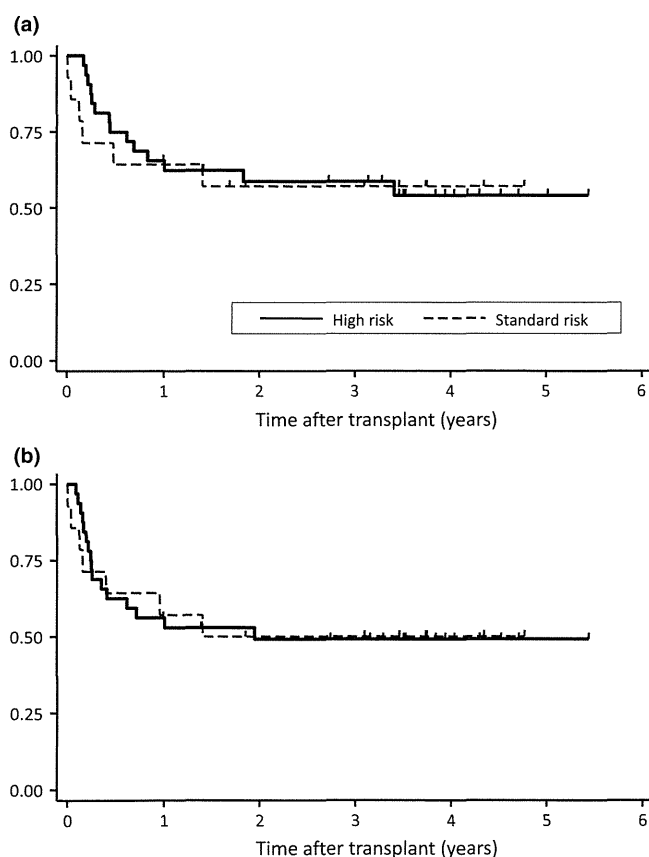 (a)
1.00
0.75
0.50
0.25
0.00
High risk Standard risk
0 1 2 3 4 5 6
Time after transplant (years)
(b)
1.00
0.75
0.50
0.25
0.00
0 1 2 3 4 5 6
Time after transplant (years)